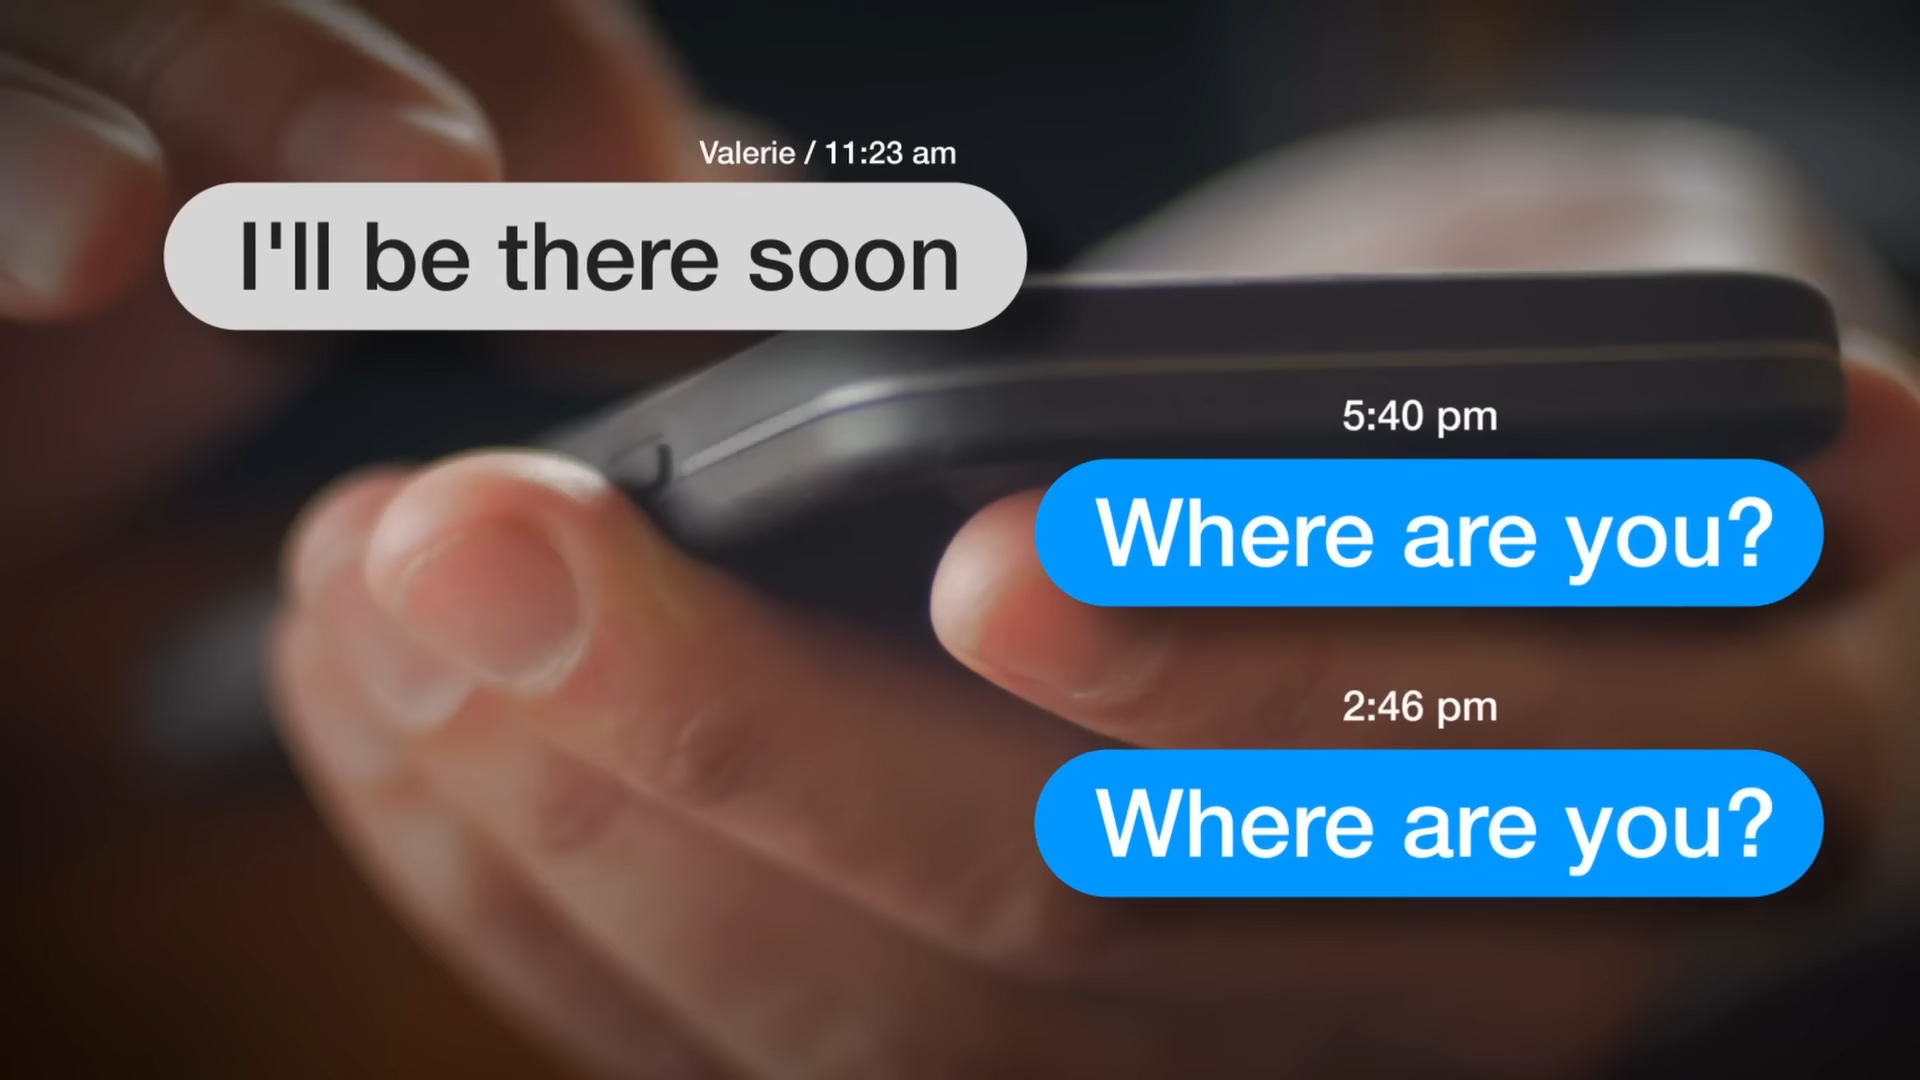 Valerie / 11:23 am
I'll be there soon
5:40 pm
Where are you?
2:46 pm
Where are you?